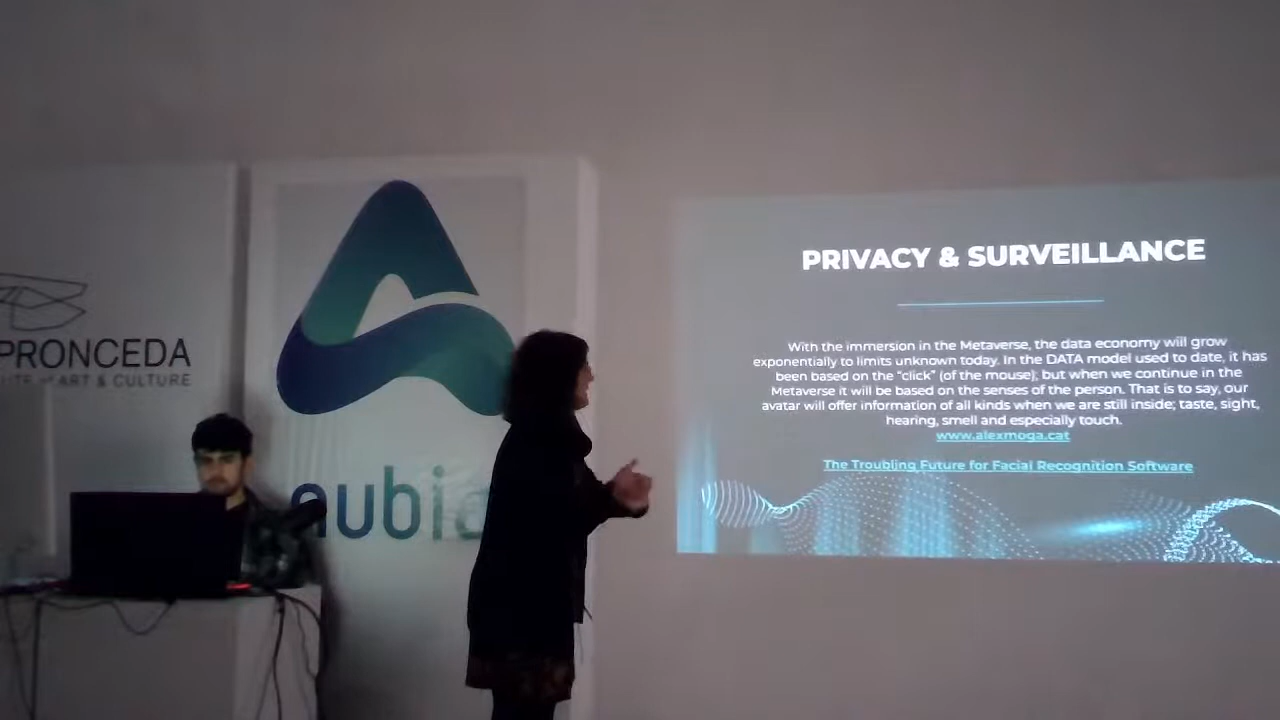 PRONCEDA
ART & CULTURE
nubia
PRIVACY & SURVEILLANCE
With the immersion in the Metaverse, the data economy will grow
exponentially to limits unknown today. In the DATA model used to date, it has
been based on the "click" (of the mouse); but when we continue in the
Metaverse it will be based on the senses of the person. That is to say, our
avatar will offer information of all kinds when we are still inside; taste, sight,
hearing, smell and especially touch.
www.alexmoga.cat
The Troubling Future for Facial Recognition Software